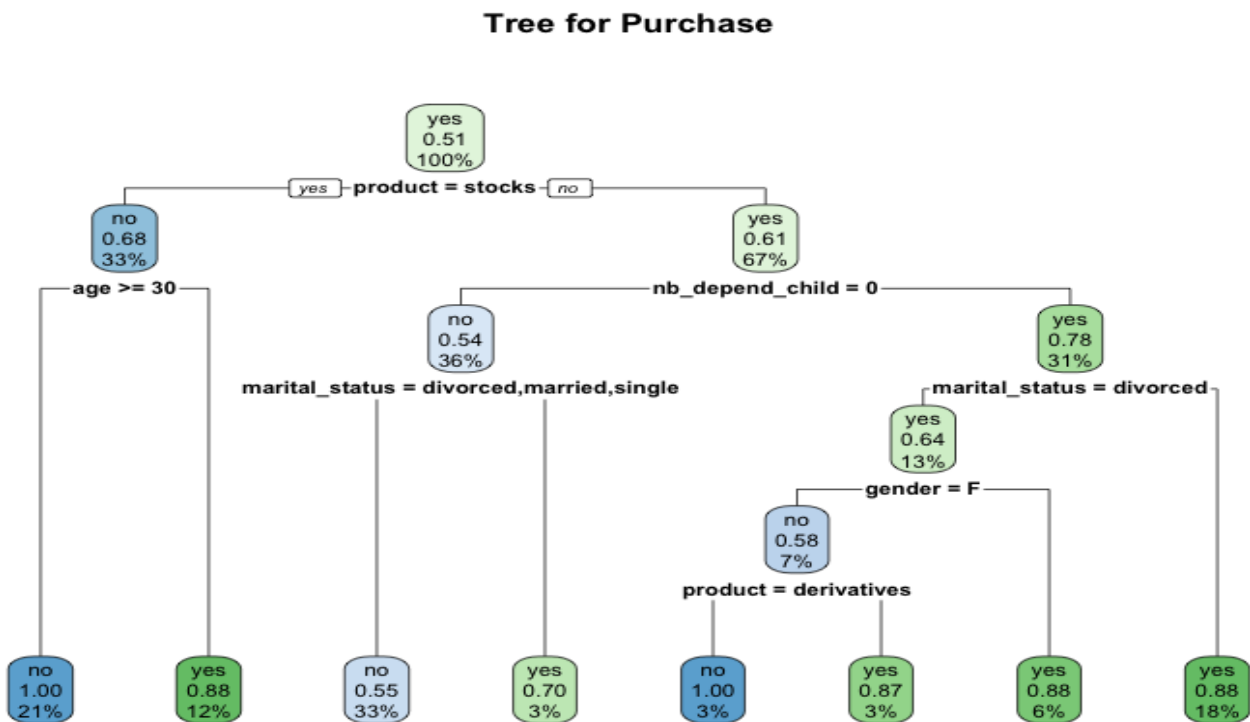 Tree for Purchase
yes
0.51
100%
yes product = stocks no
no
0.68
33%
yes
0.61
67%
age >= 30
nb_depend_child = 0
no
0.54
36%
yes
0.78
31%
marital_status = divorced,married,single
marital_status = divorced
yes
0.64
13%
gender = F
no
0.58
7%
product = derivatives
no
1.00
21%
yes
0.88
12%
no
0.55
33%
yes
0.70
3%
no
1.00
3%
yes
0.87
3%
yes
0.88
6%
yes
0.88
18%